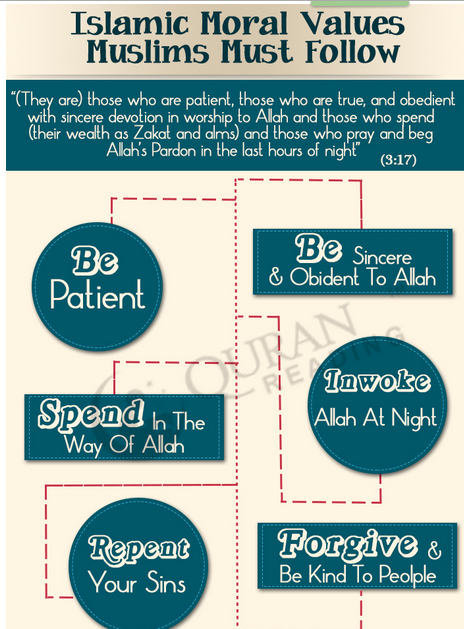 Islamic Moral Values
Muslims Must Follow
“(They are) those who are patient, those who are true, and obedient
with sincere devotion in worship to Allah and those who spend
(their wealth as Zakat and alms) and those who pray and beg
Allah’s Pardon in the last hours of night”
(3:17)
Be
Patient
Be Sincere
& Obident To Allah
Inwoke
Allah At Night
Spend In The
Way Of Allah
Repent
Your Sins
Forgive &
Be Kind To Peolple
QURAN
READING